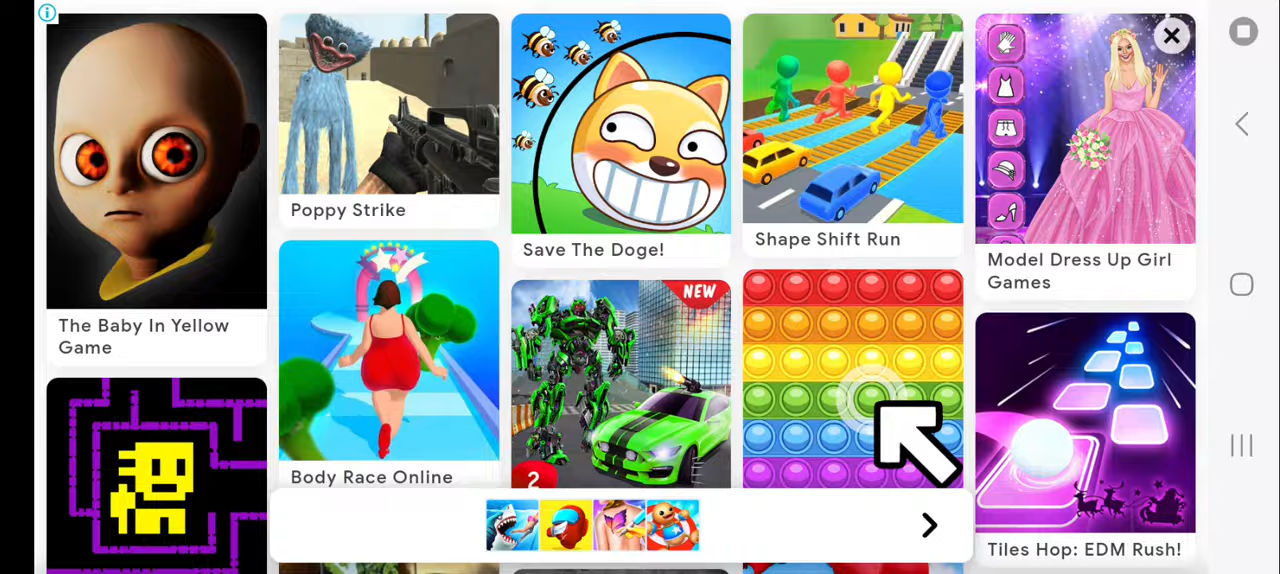 The Baby In Yellow
Game
Poppy Strike
Body Race Online
Save The Doge!
NEW
2
Shape Shift Run
Model Dress Up Girl
Games
Tiles Hop: EDM Rush!